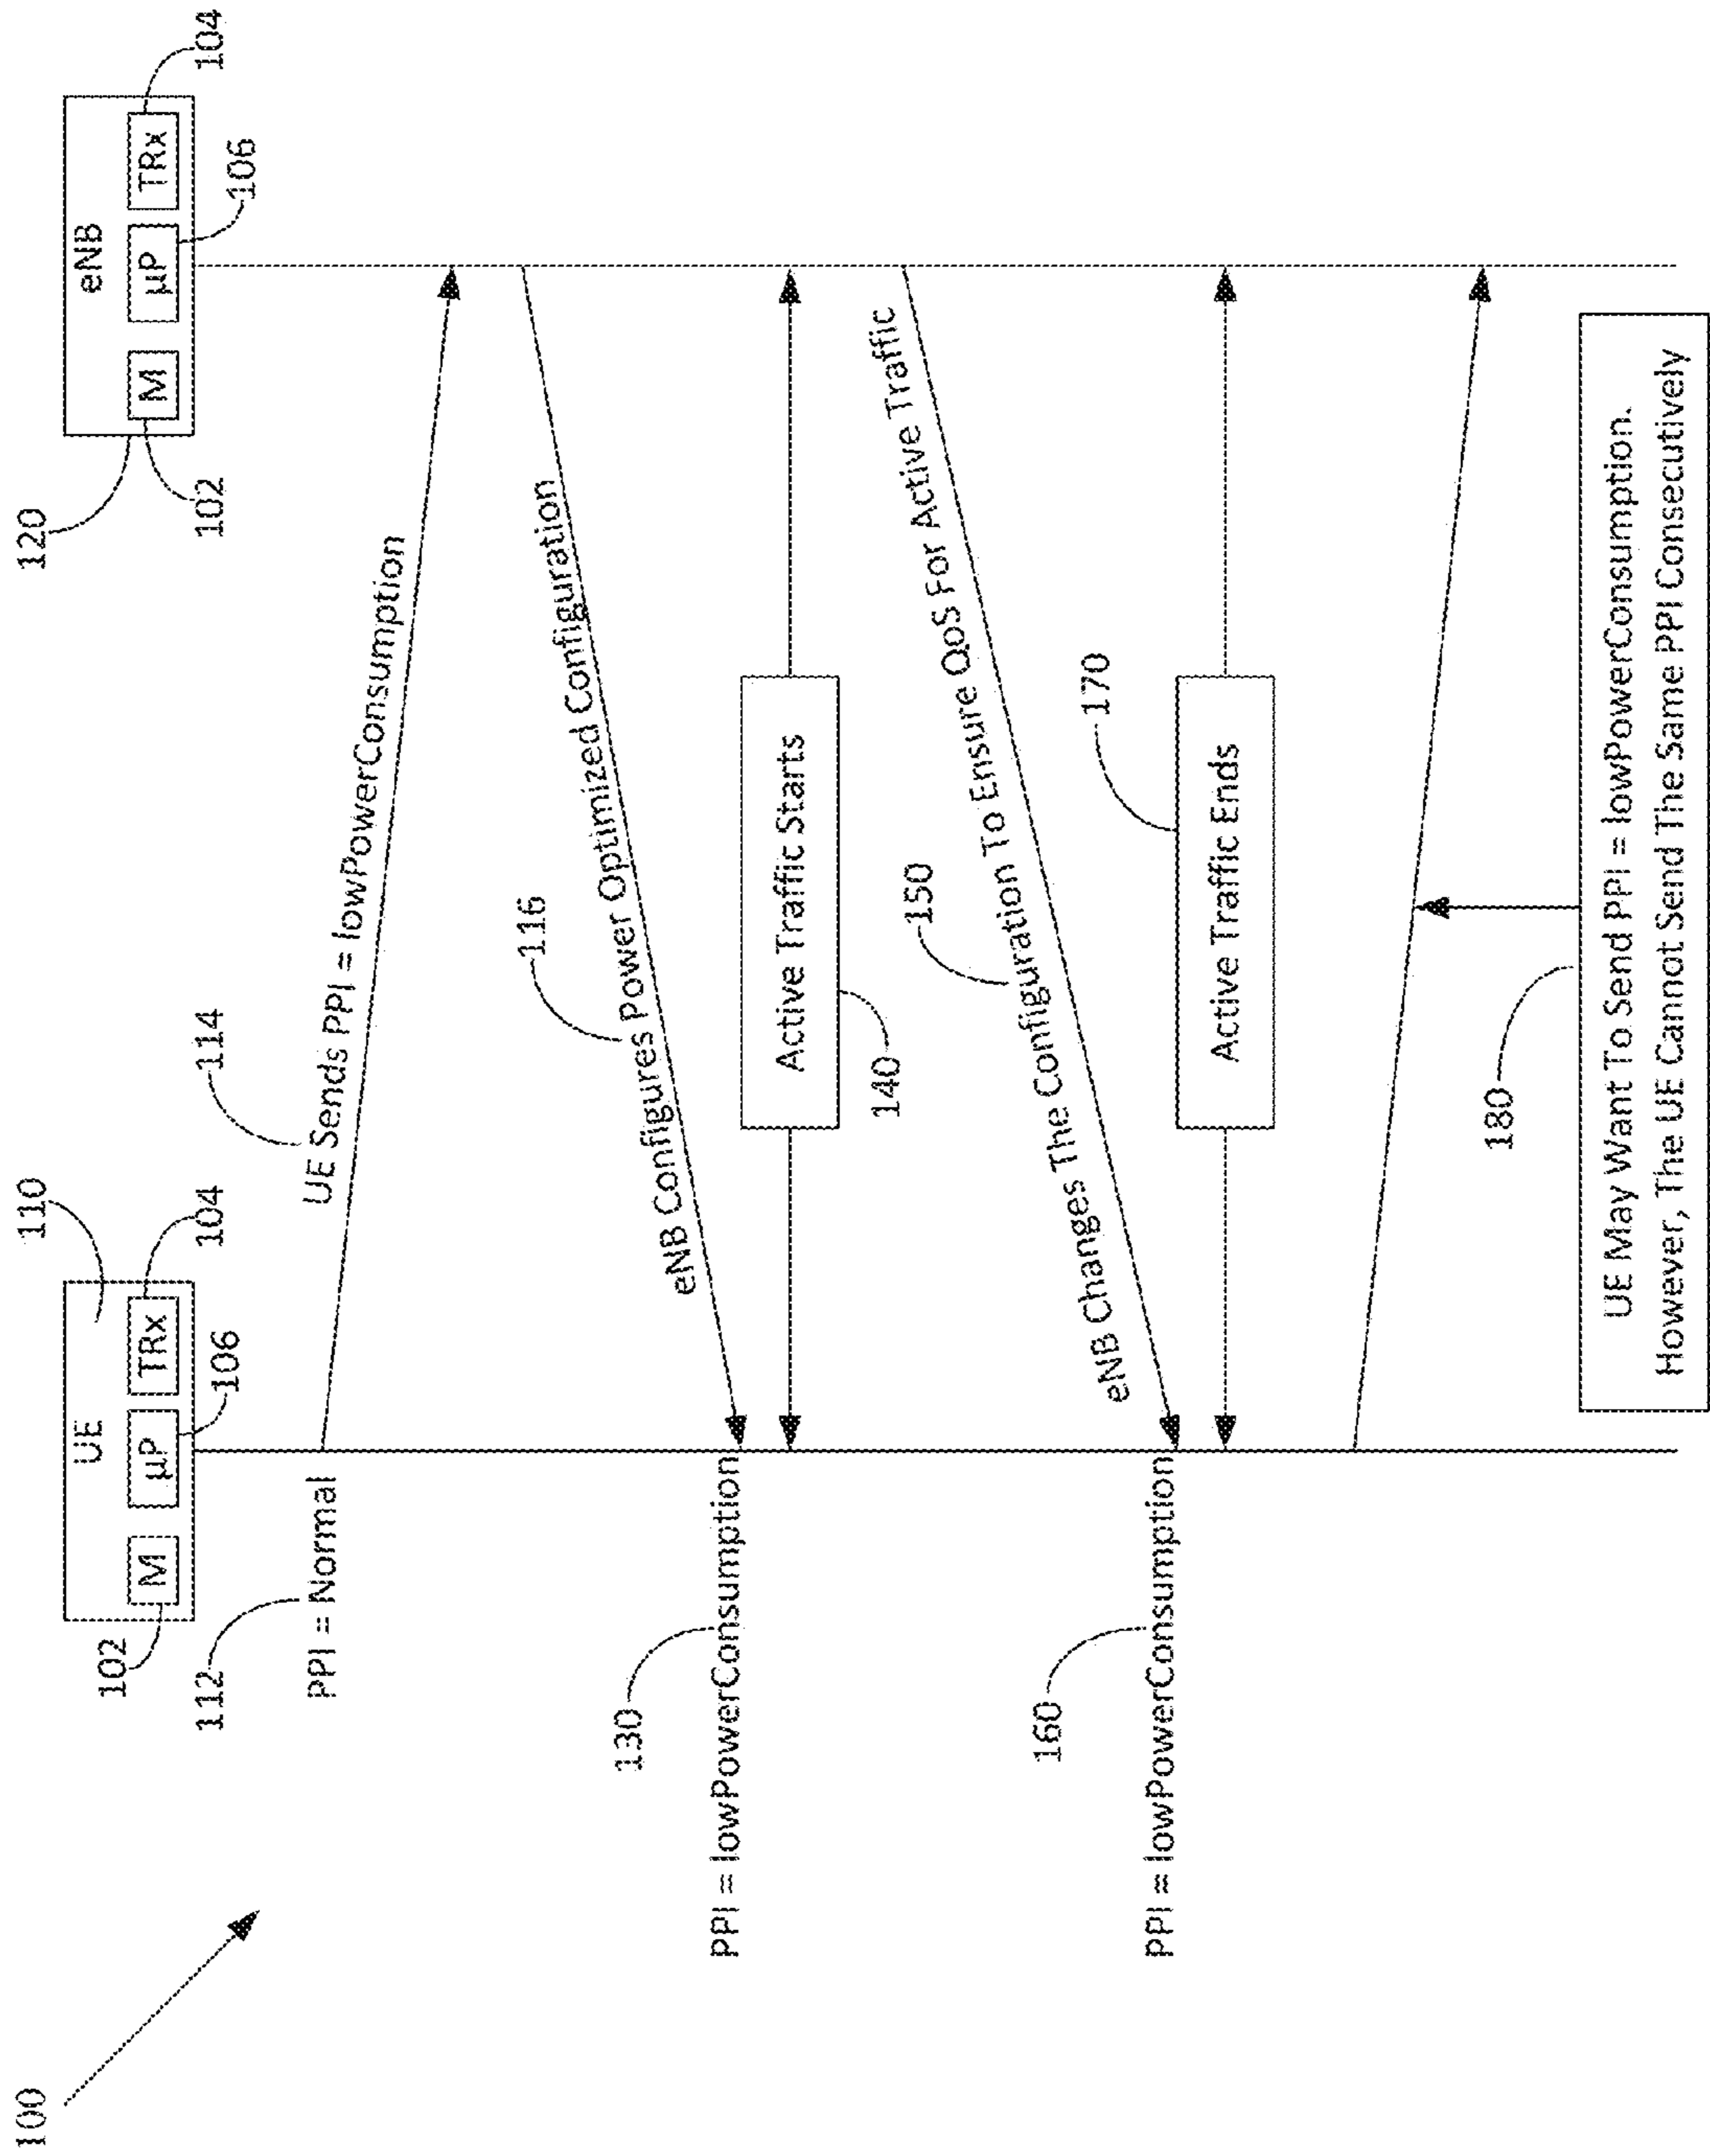 100
UE
110
M
µP
TRx
102
106
104
120
eNB
M
µP
TRx
102
106
104
112
PPI = Normal
114
UE Sends PPI = lowPowerConsumption
116
eNB Configures Power Optimized Configuration
130
PPI = lowPowerConsumption
Active Traffic Starts
140
150
eNB Changes The Configuration To Ensure QoS For Active Traffic
160
PPI = lowPowerConsumption
170
Active Traffic Ends
180
UE May Want To Send PPI = lowPowerConsumption.
However, The UE Cannot Send The Same PPI Consecutively